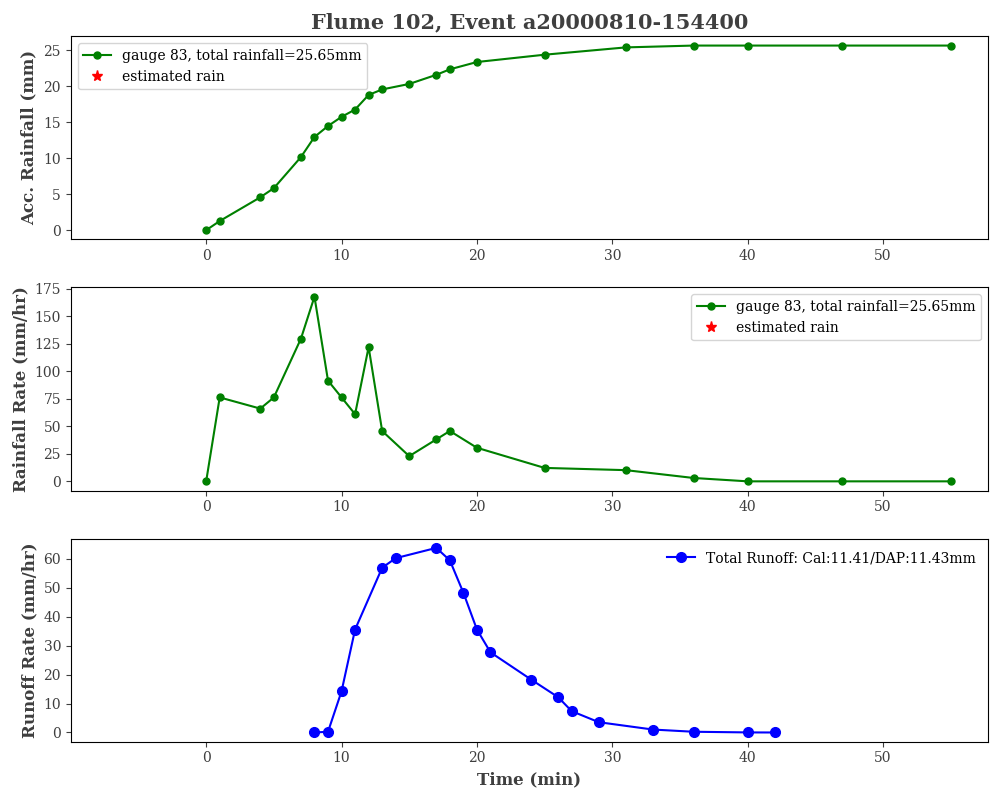 Flume 102, Event a20000810-154400
Acc. Rainfall (mm)
25
20
15
10
5
0
gauge 83, total rainfall=25.65mm
estimated rain
0 10 20 30 40 50
Rainfall Rate (mm/hr)
175
150
125
100
75
50
25
0
gauge 83, total rainfall=25.65mm
estimated rain
0 10 20 30 40 50
Runoff Rate (mm/hr)
60
50
40
30
20
10
0
Total Runoff: Cal:11.41/DAP:11.43mm
0 10 20 30 40 50
Time (min)